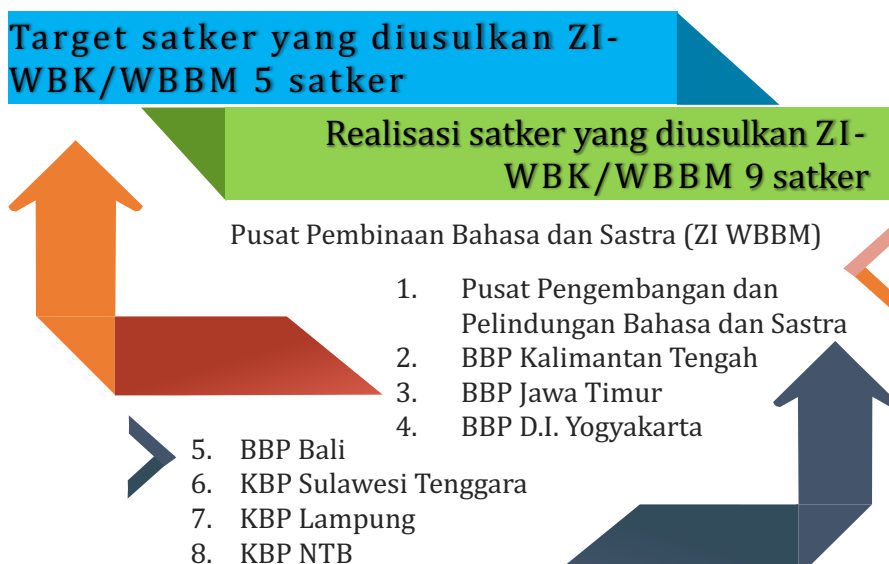 Target satker yang diusulkan ZI-
WBK/WBBM 5 satker
Realisasi satker yang diusulkan ZI-
WBK/WBBM 9 satker
Pusat Pembinaan Bahasa dan Sastra (ZI WBBM)
1. Pusat Pengembangan dan
Pelindungan Bahasa dan Sastra
2. BBP Kalimantan Tengah
3. BBP Jawa Timur
4. BBP D.I. Yogyakarta
5. BBP Bali
6. KBP Sulawesi Tenggara
7. KBP Lampung
8. KBP NTB